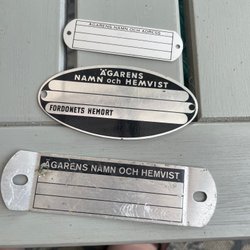 ÄGARENS NAMN OCH ADRESS
ÄGARENS
NAMN OCH HEMVIST
FORDONETS HEMORT
ÄGARENS NAMN OCH HEMVIST